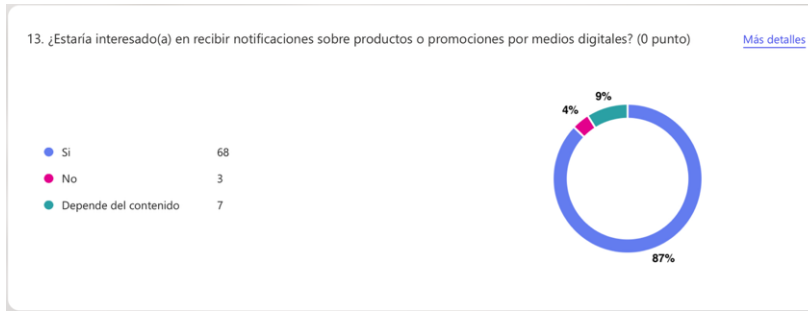 13. ¿Estaría interesado(a) en recibir notificaciones sobre productos o promociones por medios digitales? (0 punto)
Más detalles
Si 68
No 3
Depende del contenido 7
4%
9%
87%